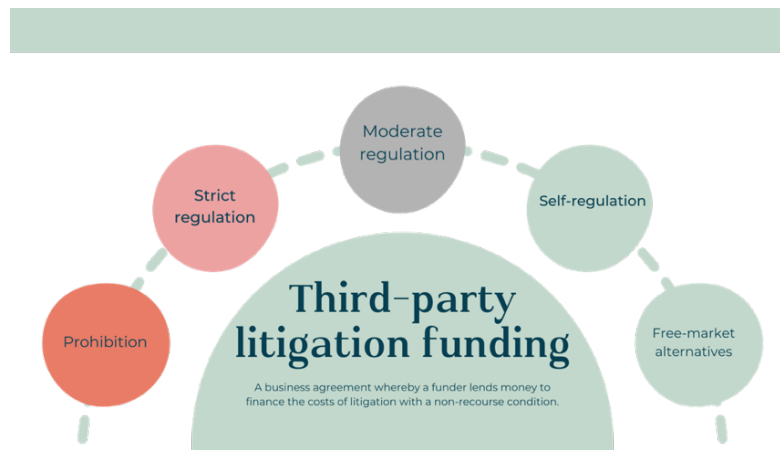 Moderate
regulation
Strict
regulation
Self-regulation
Prohibition
Free-market
alternatives
Third-party
litigation funding
A business agreement whereby a funder lends money to
finance the costs of litigation with a non-recourse condition.